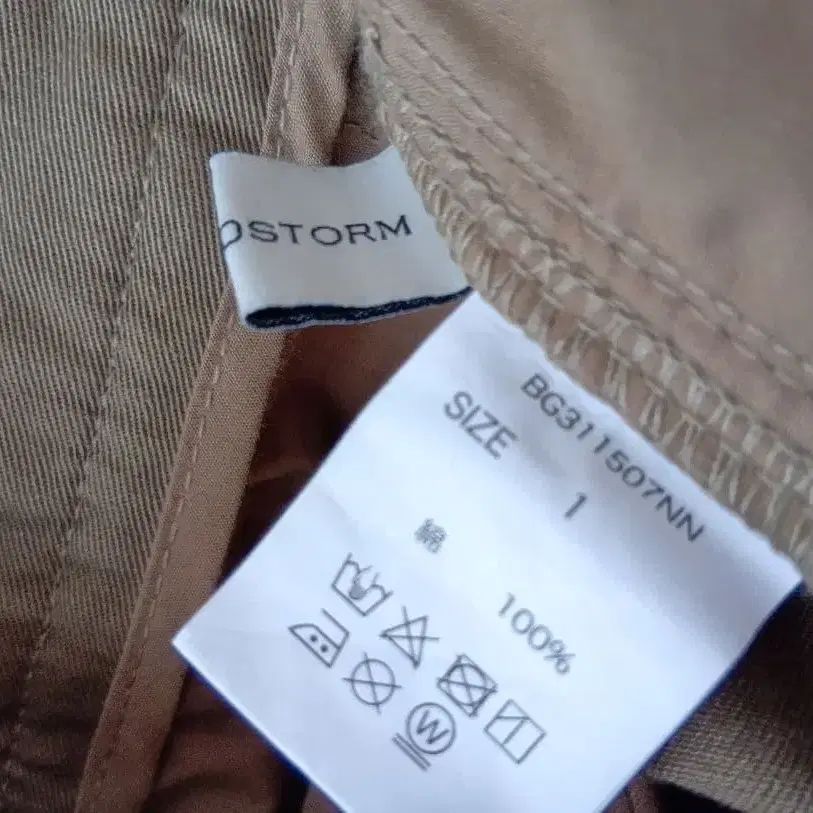 OSTORM
BG311507NN
SIZE 1
綿 100%
W